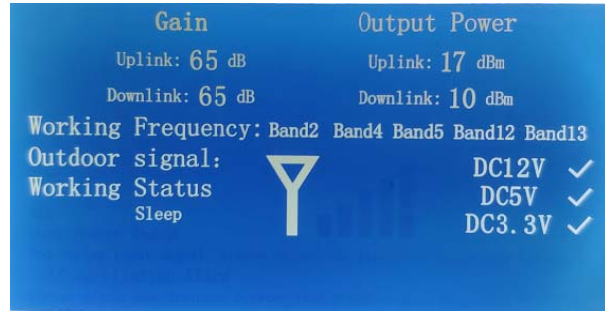 Gain Output Power
Uplink: 65 dB Uplink: 17 dBm
Downlink: 65 dB Downlink: 10 dBm
Working Frequency: Band2 Band4 Band5 Band12 Band13
Outdoor signal:
DC12V ✓
Working Status
DC5V ✓
Sleep
DC3.3V ✓